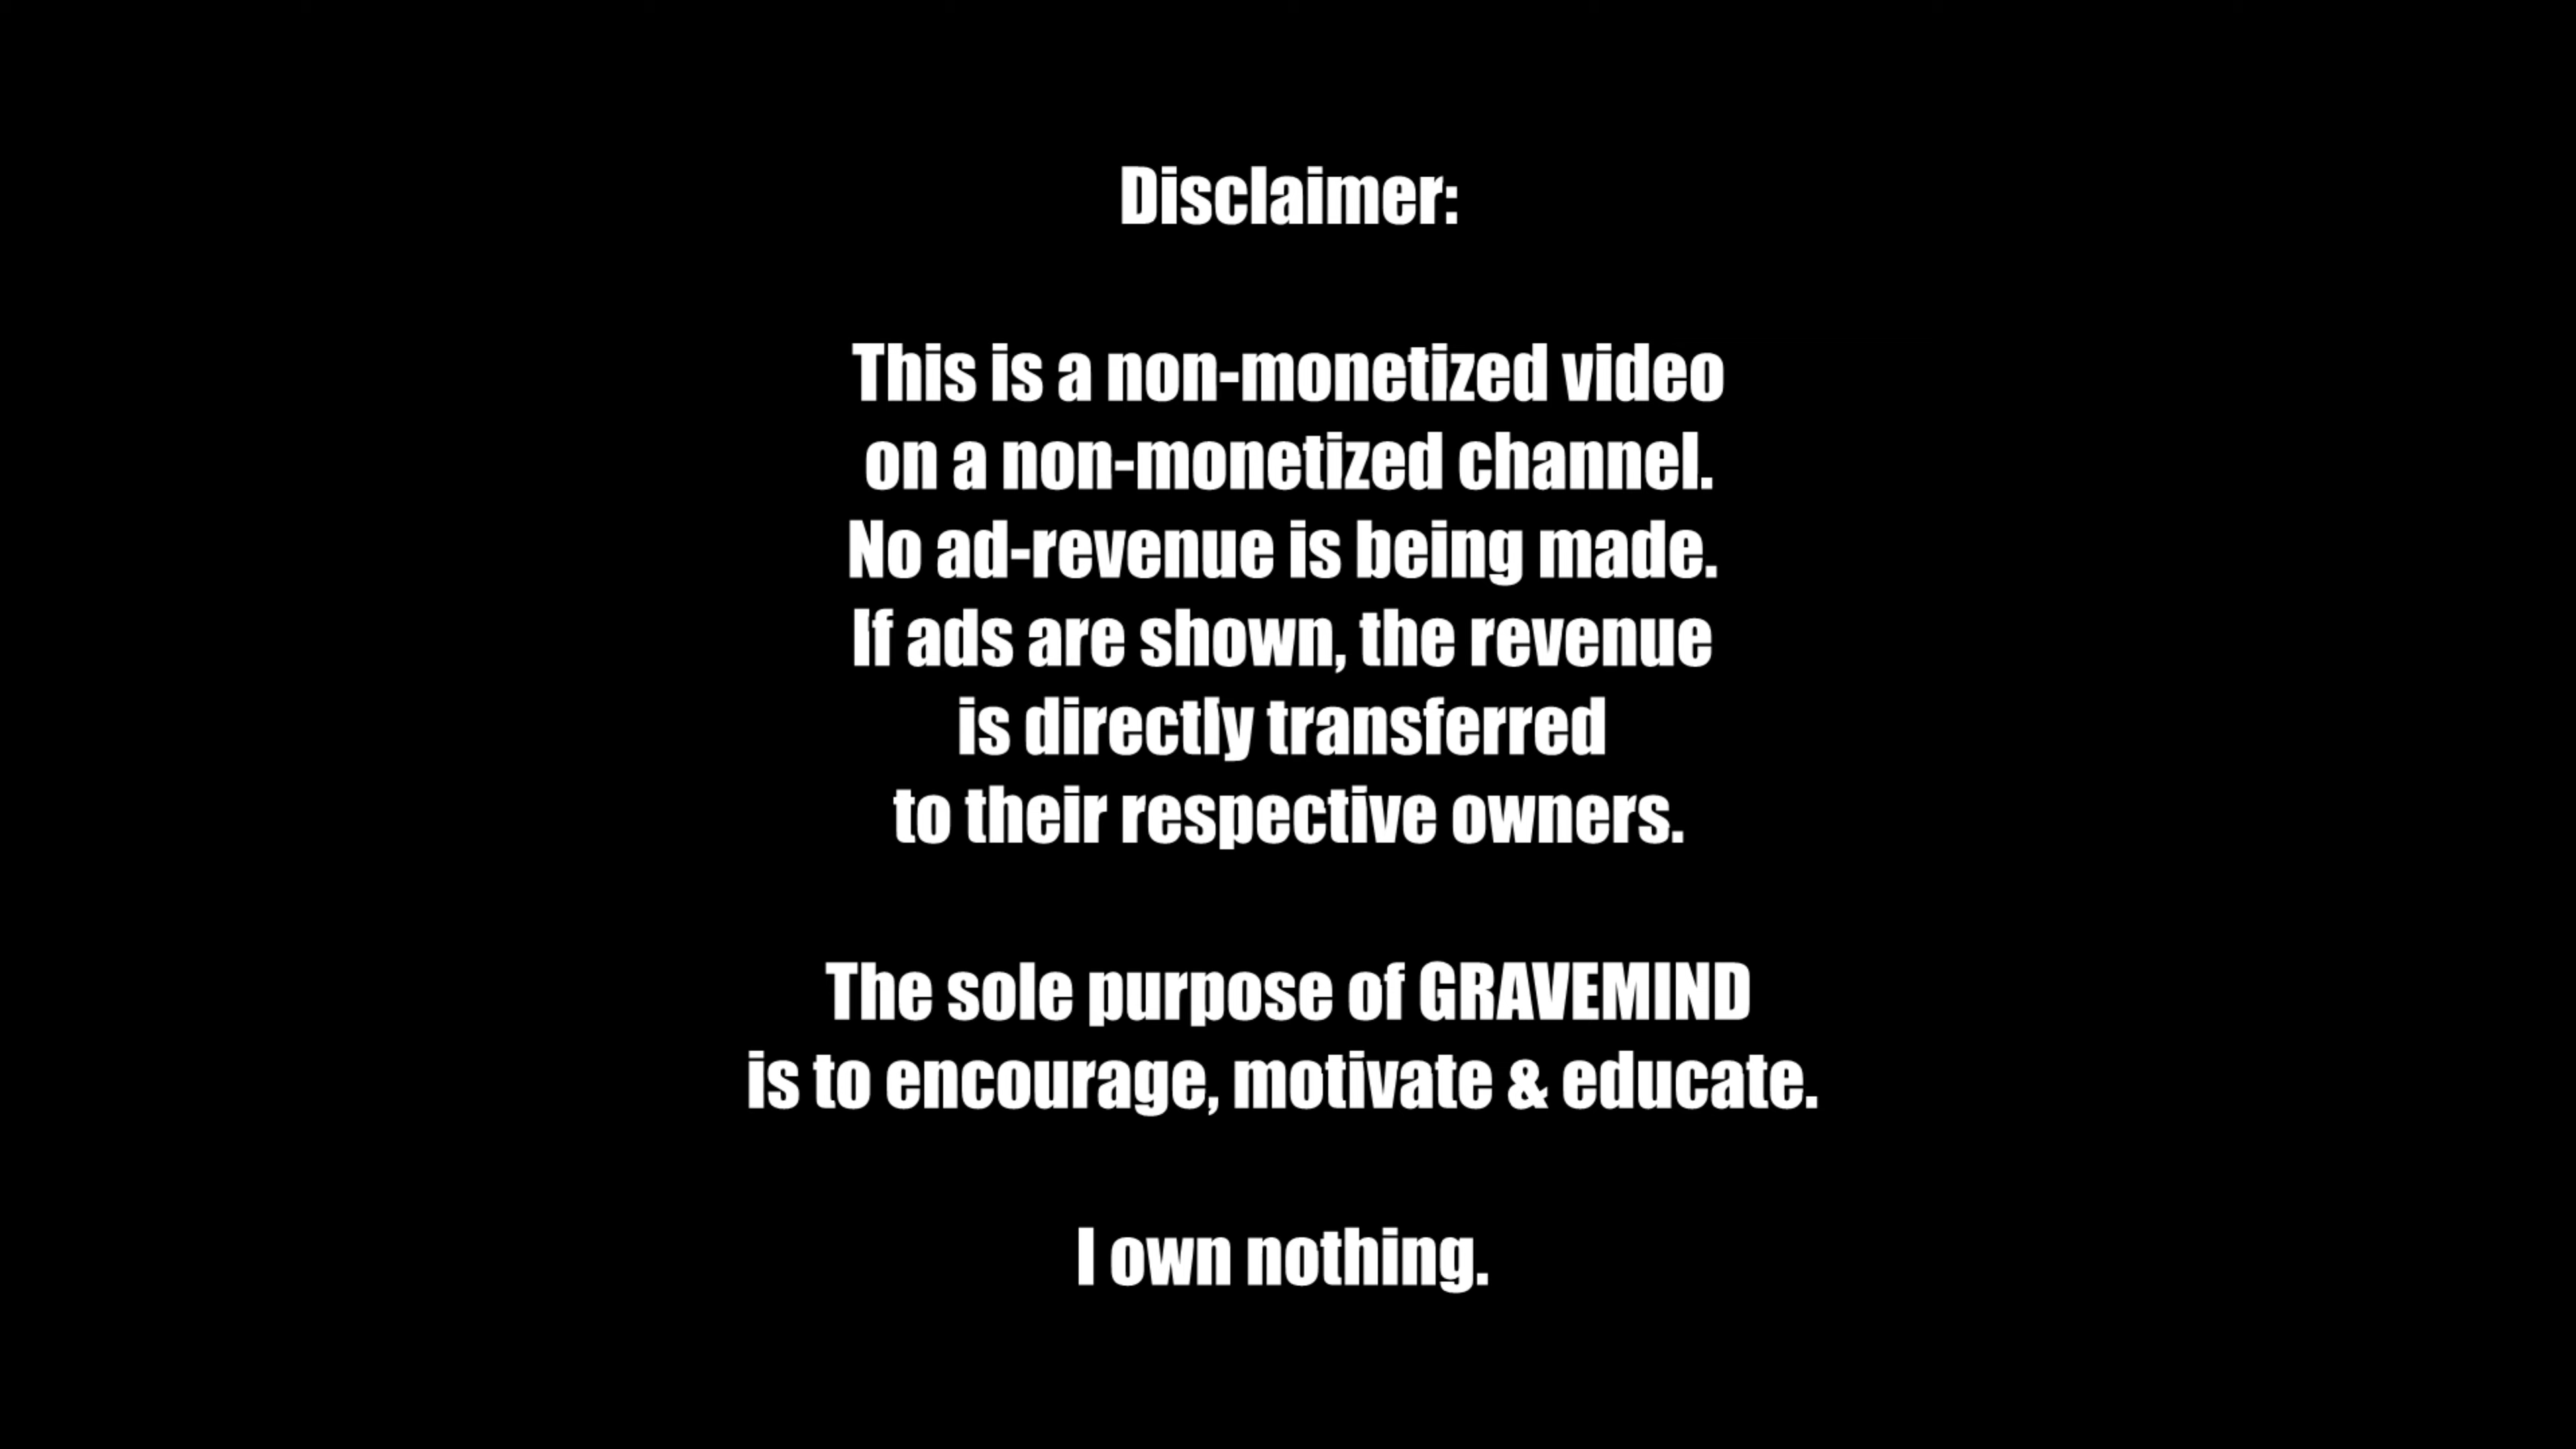 Disclaimer:
This is a non-monetized video
on a non-monetized channel.
No ad-revenue is being made.
If ads are shown, the revenue
is directly transferred
to their respective owners.
The sole purpose of GRAVEMIND
is to encourage, motivate & educate.
I own nothing.